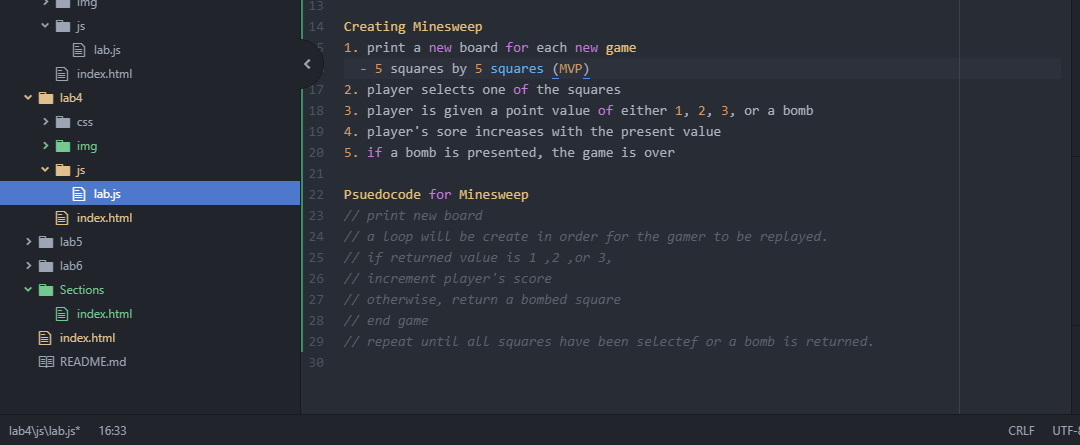 img
js
lab.js
index.html
lab4
css
img
js
lab.js
index.html
lab5
lab6
Sections
index.html
index.html
README.md
13
14 Creating Minesweep
15 1. print a new board for each new game
- 5 squares by 5 squares (MVP)
17 2. player selects one of the squares
18 3. player is given a point value of either 1, 2, 3, or a bomb
19 4. player's sore increases with the present value
20 5. if a bomb is presented, the game is over
21
22 Psuedocode for Minesweep
23 // print new board
24 // a loop will be create in order for the gamer to be replayed.
25 // if returned value is 1 ,2 ,or 3,
26 // increment player's score
27 // otherwise, return a bombed square
28 // end game
29 // repeat until all squares have been selectef or a bomb is returned.
30
lab4\js\lab.js* 16:33 CRLF UTF-8